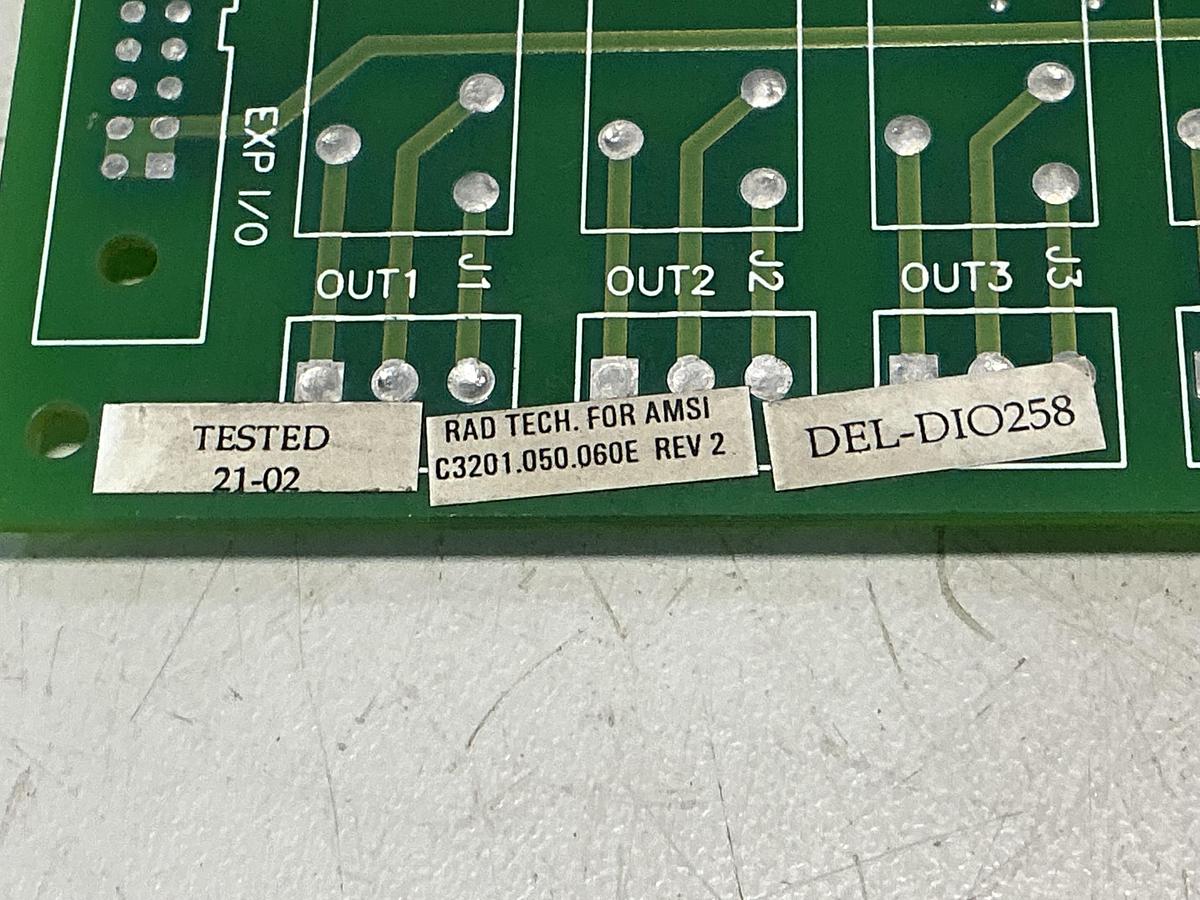 EXP I/O
OUT1
J1
OUT2
J2
OUT3
J3
TESTED
21-02
RAD TECH. FOR AMSI
C3201.050.060E REV 2
DEL-DIO258